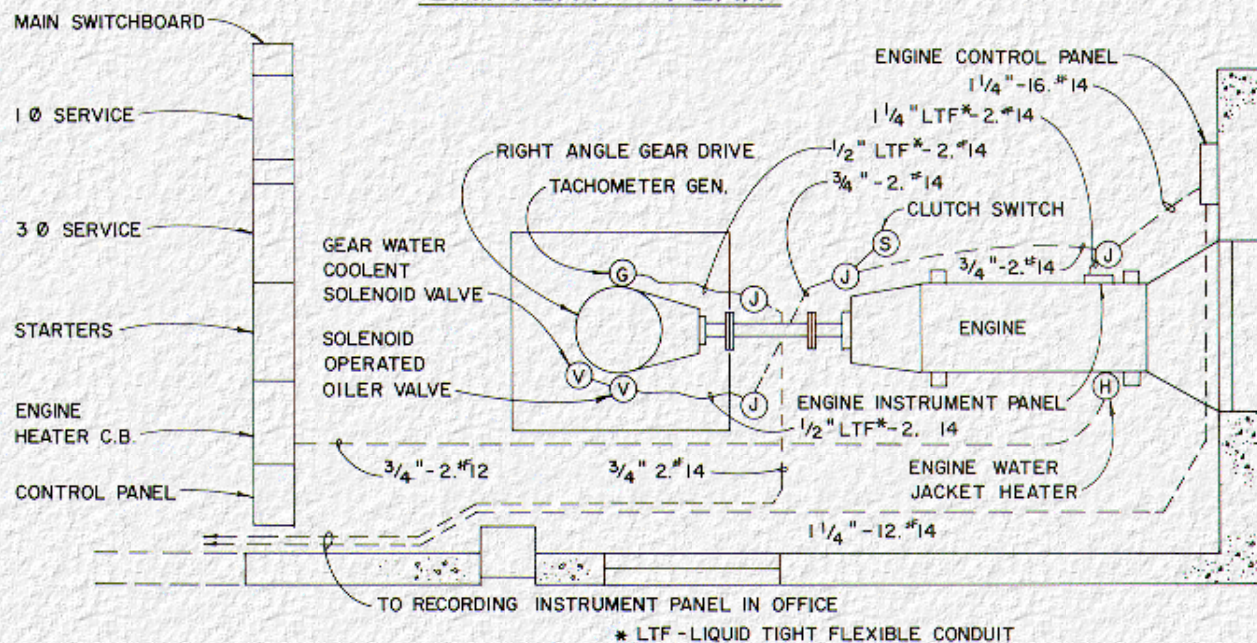 MAIN SWITCHBOARD
1 Ø SERVICE
3 Ø SERVICE
STARTERS
ENGINE
HEATER C.B.
CONTROL PANEL
RIGHT ANGLE GEAR DRIVE
TACHOMETER GEN.
GEAR WATER
COOLENT
SOLENOID VALVE
SOLENOID
OPERATED
OILER VALVE
ENGINE CONTROL PANEL
1 1/4"-16.#14
1 1/4" LTF*-2.#14
1/2" LTF*-2.#14
3/4"-2.#14
CLUTCH SWITCH
S
J
J
3/4"-2.#14
G
J
ENGINE
V
V
J
H
ENGINE INSTRUMENT PANEL
1/2" LTF*-2. 14
3/4"-2.#12
3/4" 2.#14
ENGINE WATER
JACKET HEATER
1 1/4"-12.#14
TO RECORDING INSTRUMENT PANEL IN OFFICE
* LTF-LIQUID TIGHT FLEXIBLE CONDUIT